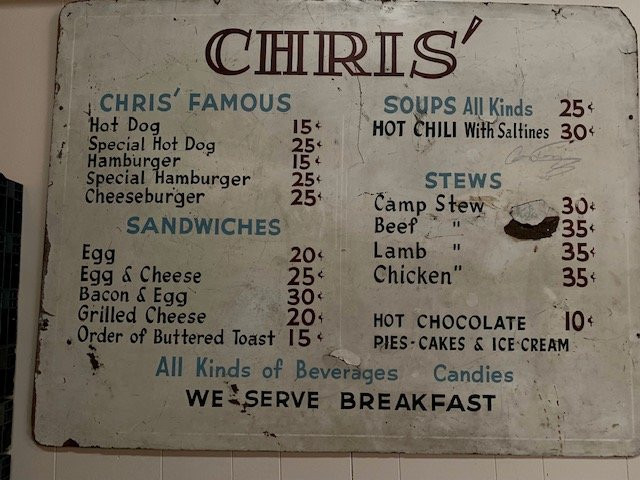 CHRIS'
CHRIS' FAMOUS
Hot Dog 15¢
Special Hot Dog 25¢
Hamburger 15¢
Special Hamburger 25¢
Cheeseburger 25¢
SANDWICHES
Egg 20¢
Egg & Cheese 25¢
Bacon & Egg 30¢
Grilled Cheese 20¢
Order of Buttered Toast 15¢
SOUPS All Kinds 25¢
HOT CHILI With Saltines 30¢
STEWS
Camp Stew 30¢
Beef " 35¢
Lamb " 35¢
Chicken " 35¢
HOT CHOCOLATE 10¢
PIES - CAKES & ICE CREAM
All Kinds of Beverages Candies
WE SERVE BREAKFAST